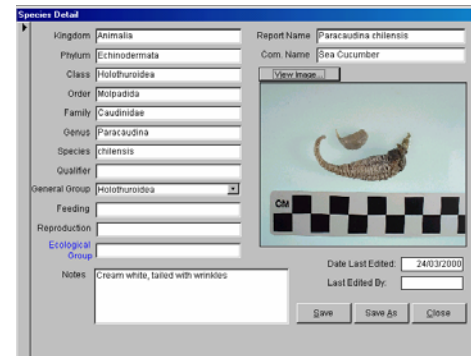 Species Detail
Kingdom Animalia
Phylum Echinodermata
Class Holothuroidea
Order Molpadida
Family Caudinidae
Genus Paracaudina
Species chilensis
Qualifier
General Group Holothuroidea
Feeding
Reproduction
Ecological
Group
Notes Cream white, tailed with wrinkles
Report Name Paracaudina chilensis
Com. Name Sea Cucumber
View Image...
CM
Date Last Edited: 24/03/2000
Last Edited By:
Save Save As Close